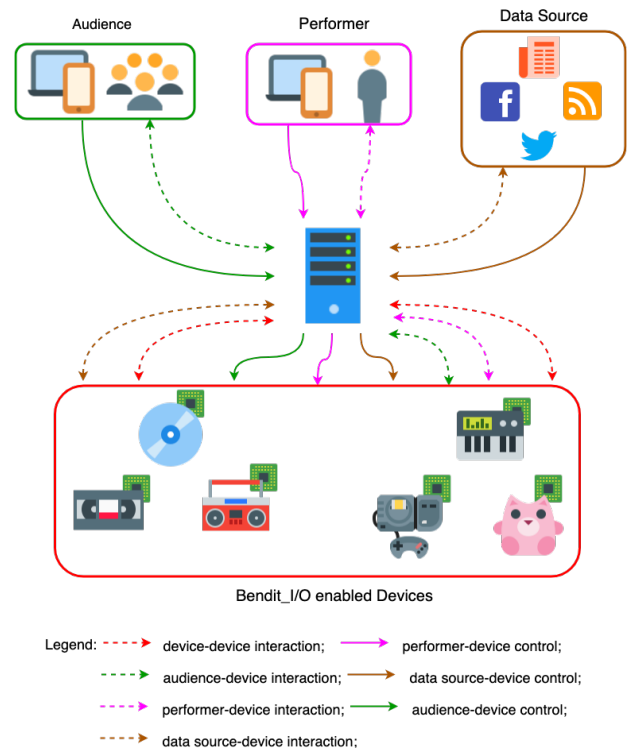 Audience
Performer
Data Source
Bendit_I/O enabled Devices
Legend: device-device interaction; performer-device control;
audience-device interaction; data source-device control;
performer-device interaction; audience-device control;
data source-device interaction;